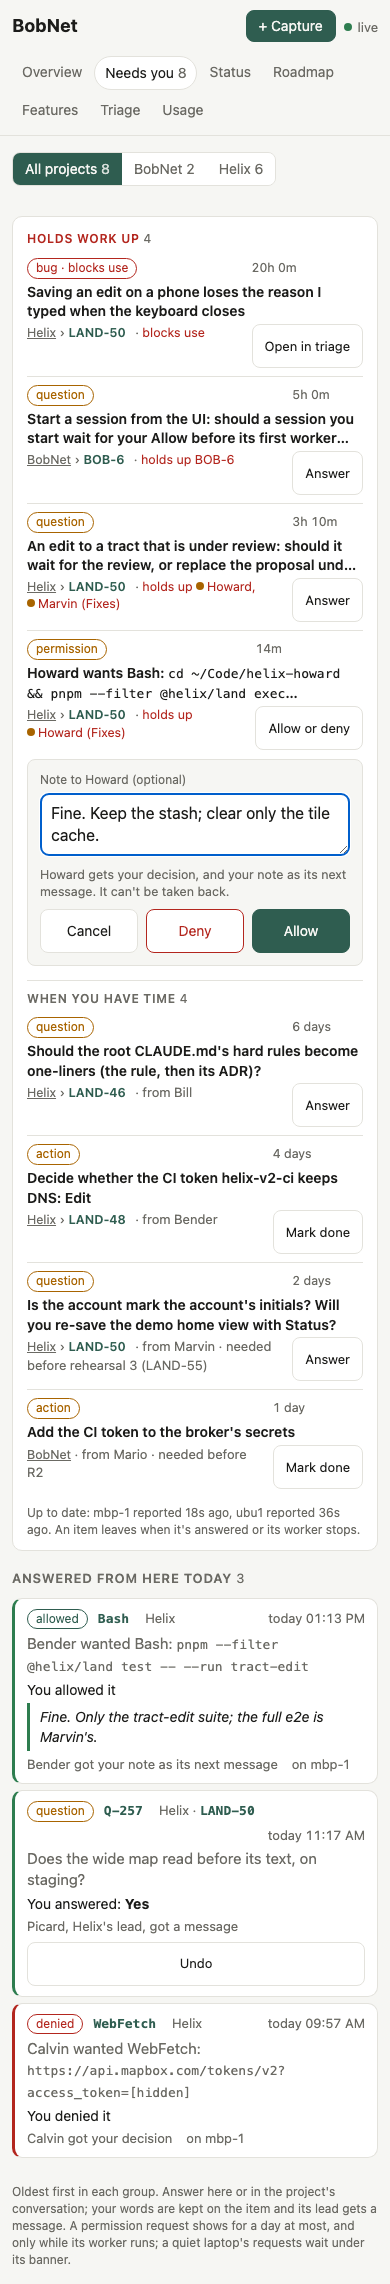 BobNet
+ Capture
live
Overview
Needs you 8
Status
Roadmap
Features
Triage
Usage
All projects 8
BobNet 2
Helix 6
HOLDS WORK UP 4
bug · blocks use
20h 0m
Saving an edit on a phone loses the reason I
typed when the keyboard closes
Helix › LAND-50 · blocks use
Open in triage
question
5h 0m
Start a session from the UI: should a session you
start wait for your Allow before its first worker...
BobNet › BOB-6 · holds up BOB-6
Answer
question
3h 10m
An edit to a tract that is under review: should it
wait for the review, or replace the proposal und...
Helix › LAND-50 · holds up Howard,
Marvin (Fixes)
Answer
permission
14m
Howard wants Bash: cd ~/Code/helix-howard
&& pnpm --filter @helix/land exec...
Helix › LAND-50 · holds up
Howard (Fixes)
Allow or deny
Note to Howard (optional)
Fine. Keep the stash; clear only the tile
cache.
Howard gets your decision, and your note as its next
message. It can't be taken back.
Cancel
Deny
Allow
WHEN YOU HAVE TIME 4
question
6 days
Should the root CLAUDE.md's hard rules become
one-liners (the rule, then its ADR)?
Helix › LAND-46 · from Bill
Answer
action
4 days
Decide whether the CI token helix-v2-ci keeps
DNS: Edit
Helix › LAND-48 · from Bender
Mark done
question
2 days
Is the account mark the account's initials? Will
you re-save the demo home view with Status?
Helix › LAND-50 · from Marvin · needed
before rehearsal 3 (LAND-55)
Answer
action
1 day
Add the CI token to the broker's secrets
BobNet · from Mario · needed before
R2
Mark done
Up to date: mbp-1 reported 18s ago, ubu1 reported 36s
ago. An item leaves when it's answered or its worker stops.
ANSWERED FROM HERE TODAY 3
allowed
Bash
Helix
today 01:13 PM
Bender wanted Bash: pnpm --filter
@helix/land test -- --run tract-edit
You allowed it
Fine. Only the tract-edit suite; the full e2e is
Marvin's.
Bender got your note as its next message on mbp-1
question
Q-257
Helix · LAND-50
today 11:17 AM
Does the wide map read before its text, on
staging?
You answered: Yes
Picard, Helix's lead, got a message
Undo
denied
WebFetch
Helix
today 09:57 AM
Calvin wanted WebFetch:
https://api.mapbox.com/tokens/v2?
access_token=[hidden]
You denied it
Calvin got your decision on mbp-1
Oldest first in each group. Answer here or in the project's
conversation; your words are kept on the item and its lead gets a
message. A permission request shows for a day at most, and
only while its worker runs; a quiet laptop's requests wait under
its banner.